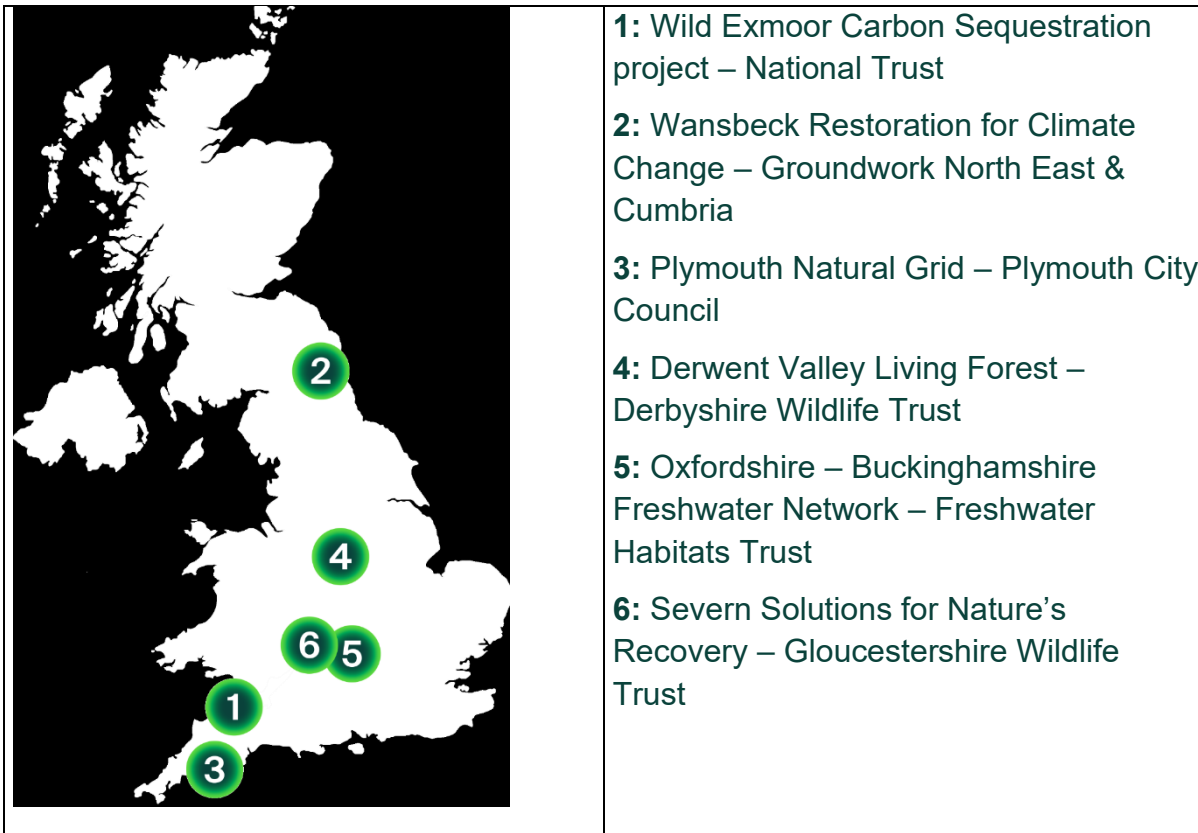 2
4
6
5
1
3
1: Wild Exmoor Carbon Sequestration
project – National Trust
2: Wansbeck Restoration for Climate
Change – Groundwork North East &
Cumbria
3: Plymouth Natural Grid – Plymouth City
Council
4: Derwent Valley Living Forest –
Derbyshire Wildlife Trust
5: Oxfordshire – Buckinghamshire
Freshwater Network – Freshwater
Habitats Trust
6: Severn Solutions for Nature’s
Recovery – Gloucestershire Wildlife
Trust